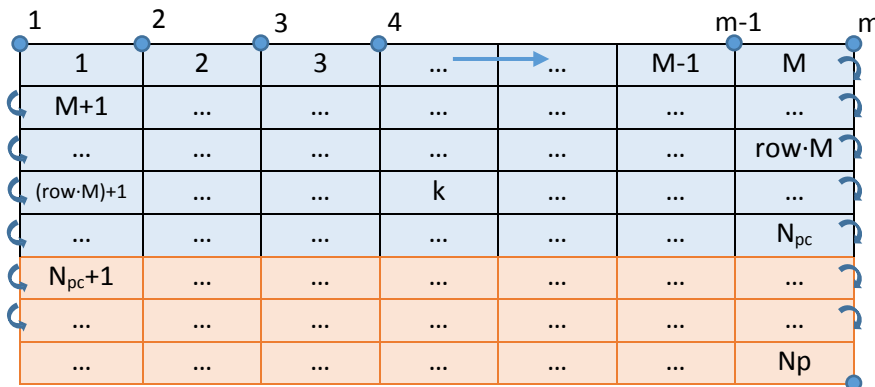 1 2 3 4 m-1 m
1 2 3 ... ... M-1 M
M+1 ... ... ... ... ... ...
... ... ... ... ... ... row·M
(row·M)+1 ... ... k ... ... ...
... ... ... ... ... ... Npc
Npc+1 ... ... ... ... ... ...
... ... ... ... ... ... ...
... ... ... ... ... ... Np